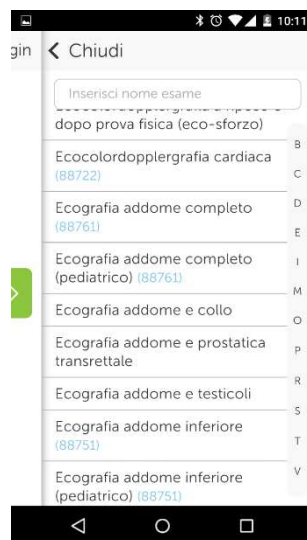 10:11
gin
Chiudi
Inserisci nome esame
dopo prova fisica (eco-sforzo)
Ecocolordopplergrafia cardiaca
(88722)
Ecografia addome completo
(88761)
Ecografia addome completo
(pediatrico) (88761)
Ecografia addome e collo
Ecografia addome e prostatica
transrettale
Ecografia addome e testicoli
Ecografia addome inferiore
(88751)
Ecografia addome inferiore
(pediatrico) (88751)
B
C
D
E
I
M
O
P
R
S
T
V